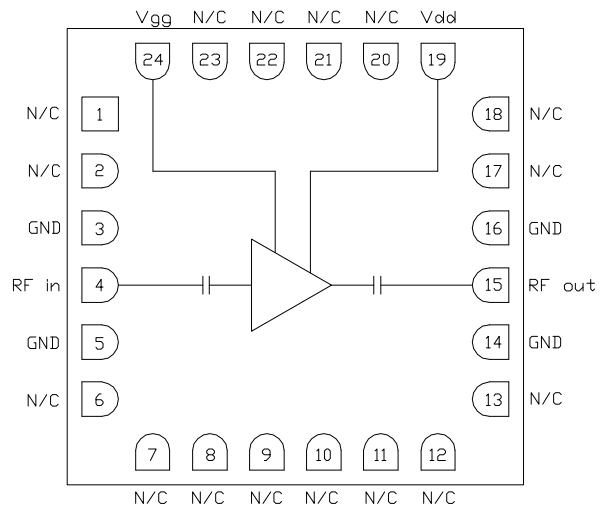 Vgg N/C N/C N/C N/C Vdd
24 23 22 21 20 19
N/C 1 18 N/C
N/C 2 17 N/C
GND 3 16 GND
RF in 4 15 RF out
GND 5 14 GND
N/C 6 13 N/C
7 8 9 10 11 12
N/C N/C N/C N/C N/C N/C